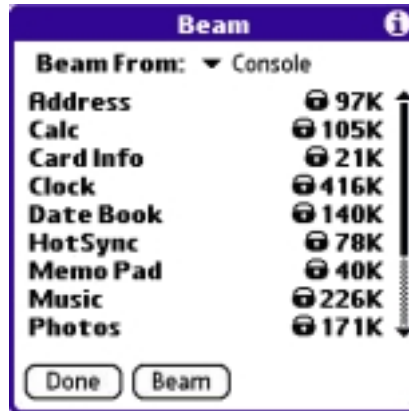 Beam
Beam From: Console
Address 97K
Calc 105K
Card Info 21K
Clock 416K
Date Book 140K
HotSync 78K
Memo Pad 40K
Music 226K
Photos 171K
Done Beam